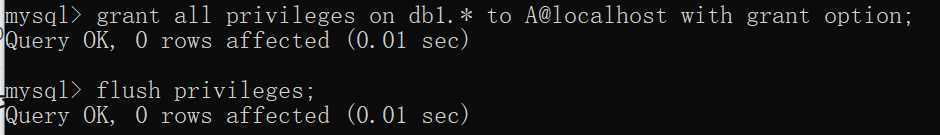 mysql> grant all privileges on db1.* to A@localhost with grant option;
Query OK, 0 rows affected (0.01 sec)
mysql> flush privileges;
Query OK, 0 rows affected (0.01 sec)